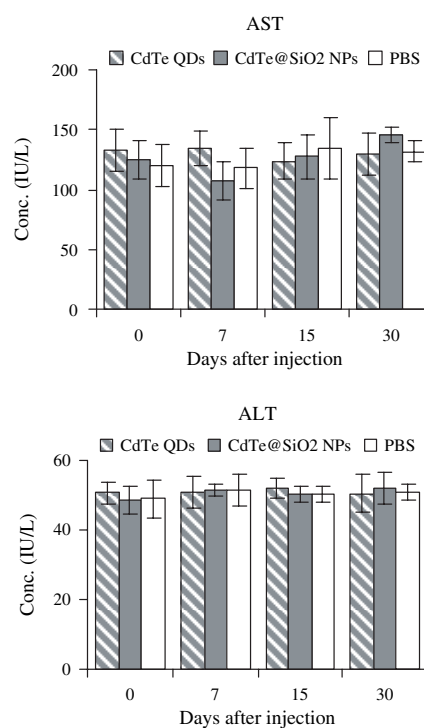 AST
CdTe QDs CdTe@SiO2 NPs PBS
200
150
100
50
0
Conc. (IU/L)
0 7 15 30
Days after injection
ALT
CdTe QDs CdTe@SiO2 NPs PBS
60
40
20
0
Conc. (IU/L)
0 7 15 30
Days after injection